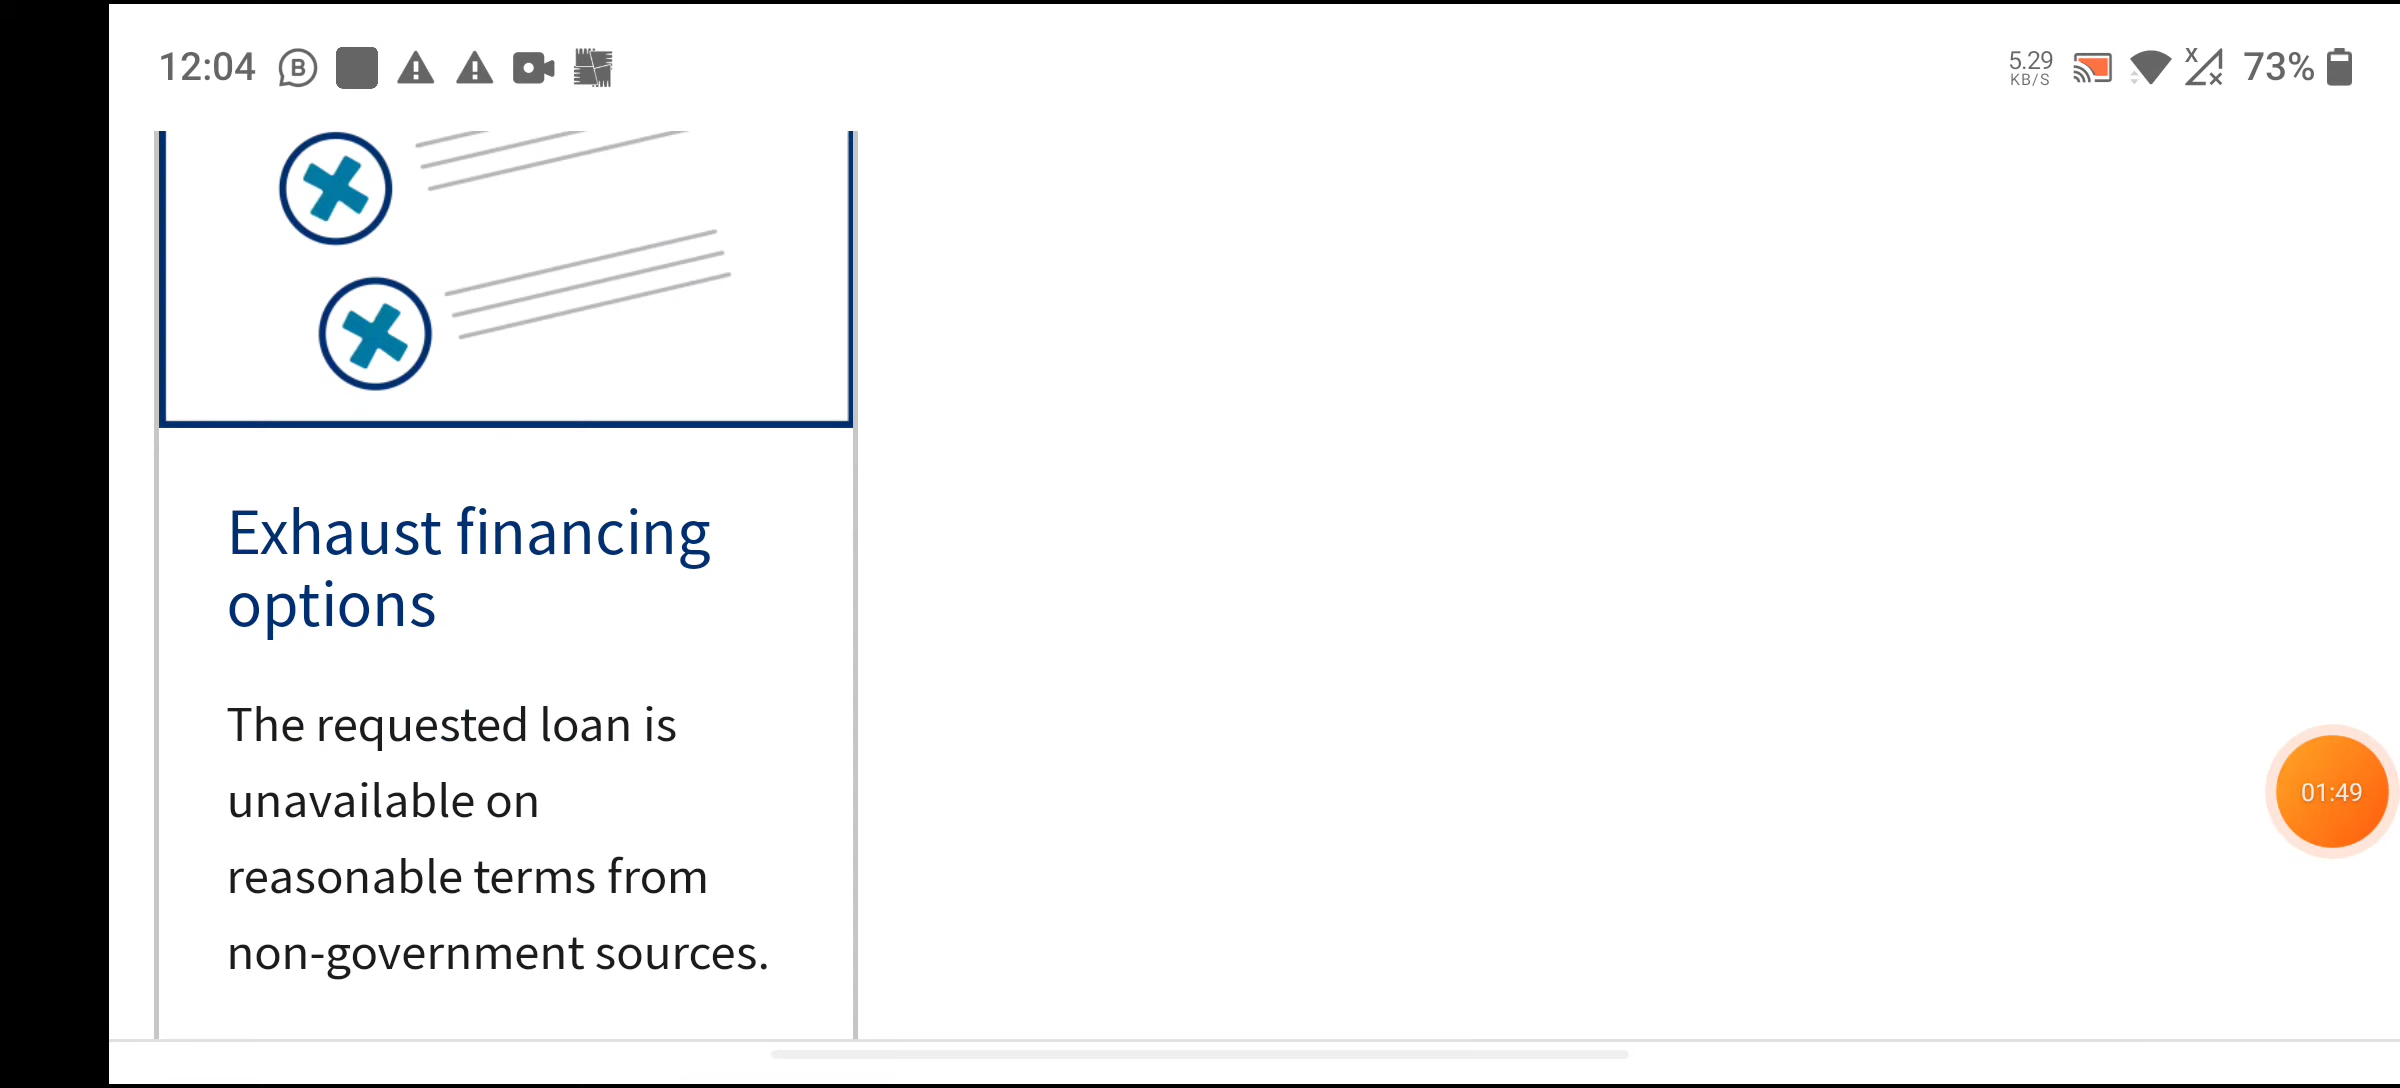 12:04
5.29
KB/S
73%
Exhaust financing
options
The requested loan is
unavailable on
reasonable terms from
non-government sources.
01:49